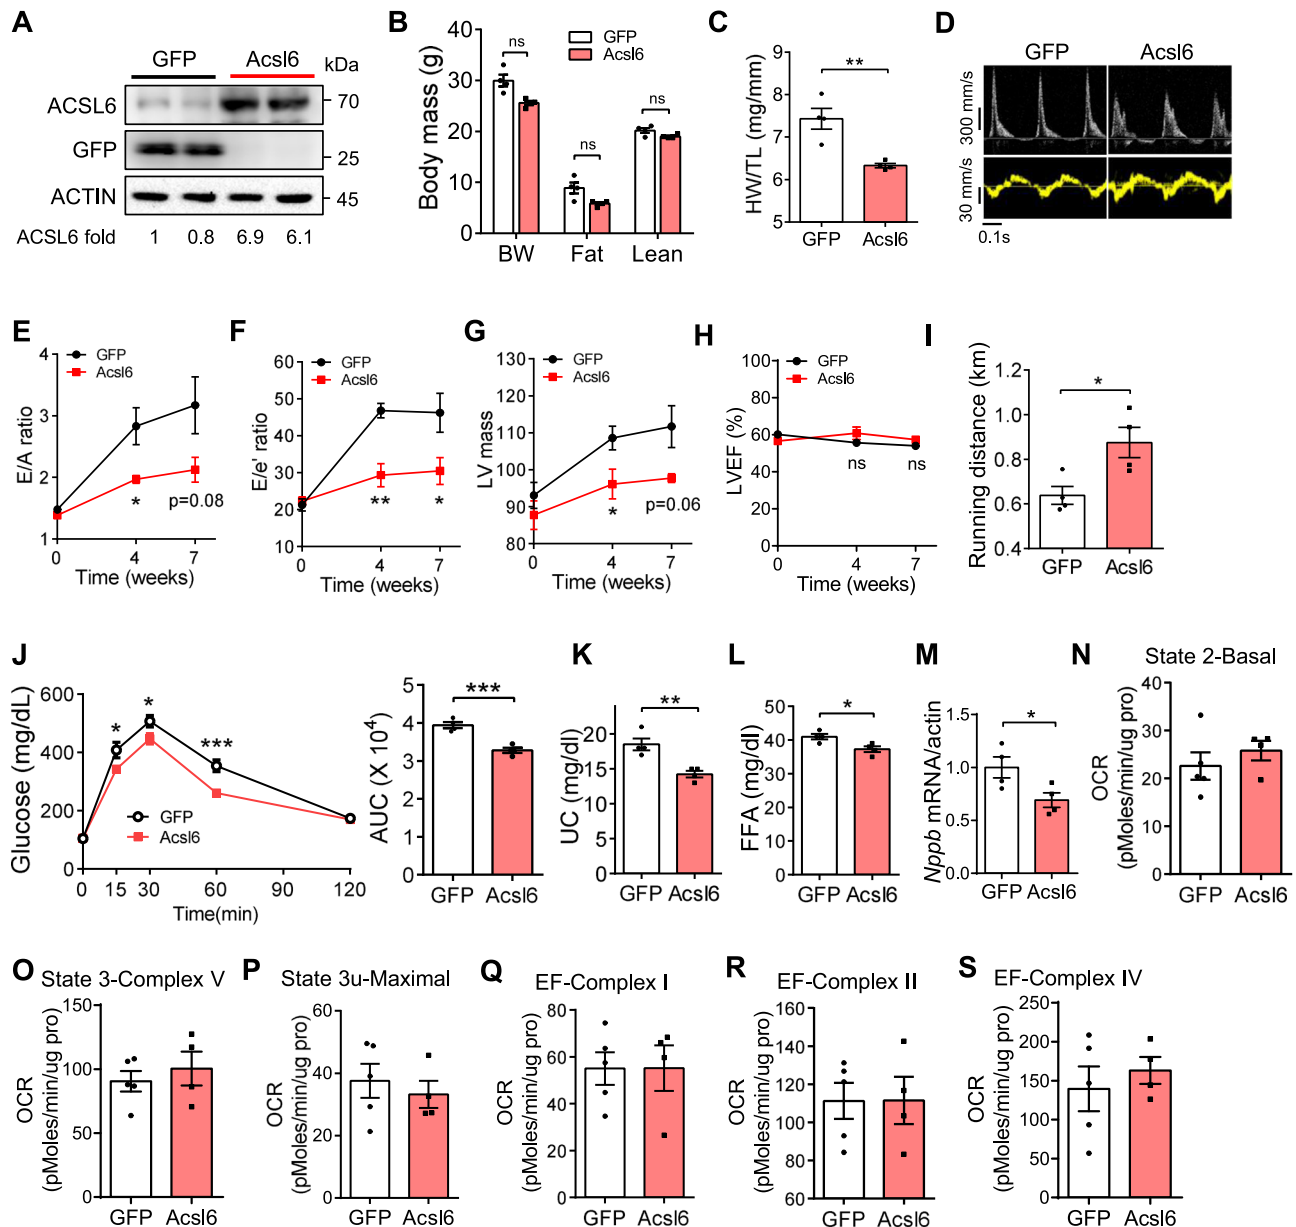 A
GFP Acsl6 kDa
ACSL6 70
GFP 25
ACTIN 45
ACSL6 fold 1 0.8 6.9 6.1
B
Body mass (g)
40
30
20
10
0
ns
ns
ns
GFP
Acsl6
BW Fat Lean
C
HW/TL (mg/mm)
9
8
7
6
5
**
GFP Acsl6
D
GFP Acsl6
300 mm/s
30 mm/s
0.1s
E
E/A ratio
4
3
2
1
GFP
Acsl6
*
p=0.08
0 4 7
Time (weeks)
F
E/e' ratio
60
50
40
30
20
10
GFP
Acsl6
**
*
0 4 7
Time (weeks)
G
LV mass
130
120
110
100
90
80
GFP
Acsl6
*
p=0.06
0 4 7
Time (weeks)
H
LVEF (%)
100
80
60
40
20
0
GFP
Acsl6
ns
ns
0 4 7
Time (weeks)
I
Running distance (km)
1.2
1.0
0.8
0.6
0.4
*
GFP Acsl6
J
Glucose (mg/dL)
600
400
200
0
*
*
***
GFP
Acsl6
0 15 30 60 90 120
Time(min)
AUC (X 10⁴)
5
4
3
2
1
0
***
GFP Acsl6
K
UC (mg/dl)
20
15
10
5
0
**
GFP Acsl6
L
FFA (mg/dl)
50
40
30
20
10
0
*
GFP Acsl6
M
Nppb mRNA/actin
1.5
1.0
0.5
0.0
*
GFP Acsl6
N
State 2-Basal
OCR
(pMoles/min/ug pro)
40
30
20
10
0
GFP Acsl6
O
State 3-Complex V
OCR
(pMoles/min/ug pro)
150
100
50
0
GFP Acsl6
P
State 3u-Maximal
OCR
(pMoles/min/ug pro)
60
40
20
0
GFP Acsl6
Q
EF-Complex I
OCR
(pMoles/min/ug pro)
80
60
40
20
0
GFP Acsl6
R
EF-Complex II
OCR
(pMoles/min/ug pro)
160
140
120
100
80
60
GFP Acsl6
S
EF-Complex IV
OCR
(pMoles/min/ug pro)
250
200
150
100
50
0
GFP Acsl6